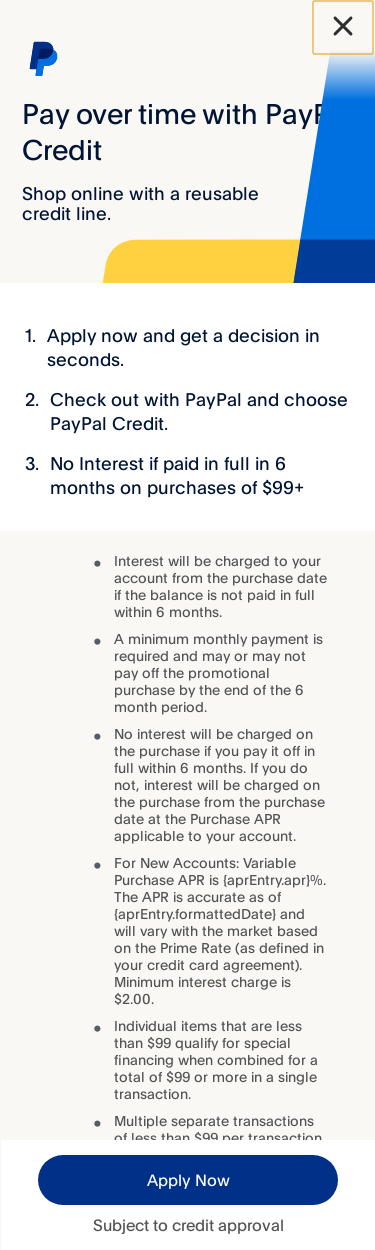 Pay over time with PayP
Credit
Shop online with a reusable
credit line.
1. Apply now and get a decision in
seconds.
2. Check out with PayPal and choose
PayPal Credit.
3. No Interest if paid in full in 6
months on purchases of $99+
Interest will be charged to your
account from the purchase date
if the balance is not paid in full
within 6 months.
A minimum monthly payment is
required and may or may not
pay off the promotional
purchase by the end of the 6
month period.
No interest will be charged on
the purchase if you pay it off in
full within 6 months. If you do
not, interest will be charged on
the purchase from the purchase
date at the Purchase APR
applicable to your account.
For New Accounts: Variable
Purchase APR is {aprEntry.apr}%.
The APR is accurate as of
{aprEntry.formattedDate} and
will vary with the market based
on the Prime Rate (as defined in
your credit card agreement).
Minimum interest charge is
$2.00.
Individual items that are less
than $99 qualify for special
financing when combined for a
total of $99 or more in a single
transaction.
Multiple separate transactions
of less than $99 per transaction
Apply Now
Subject to credit approval